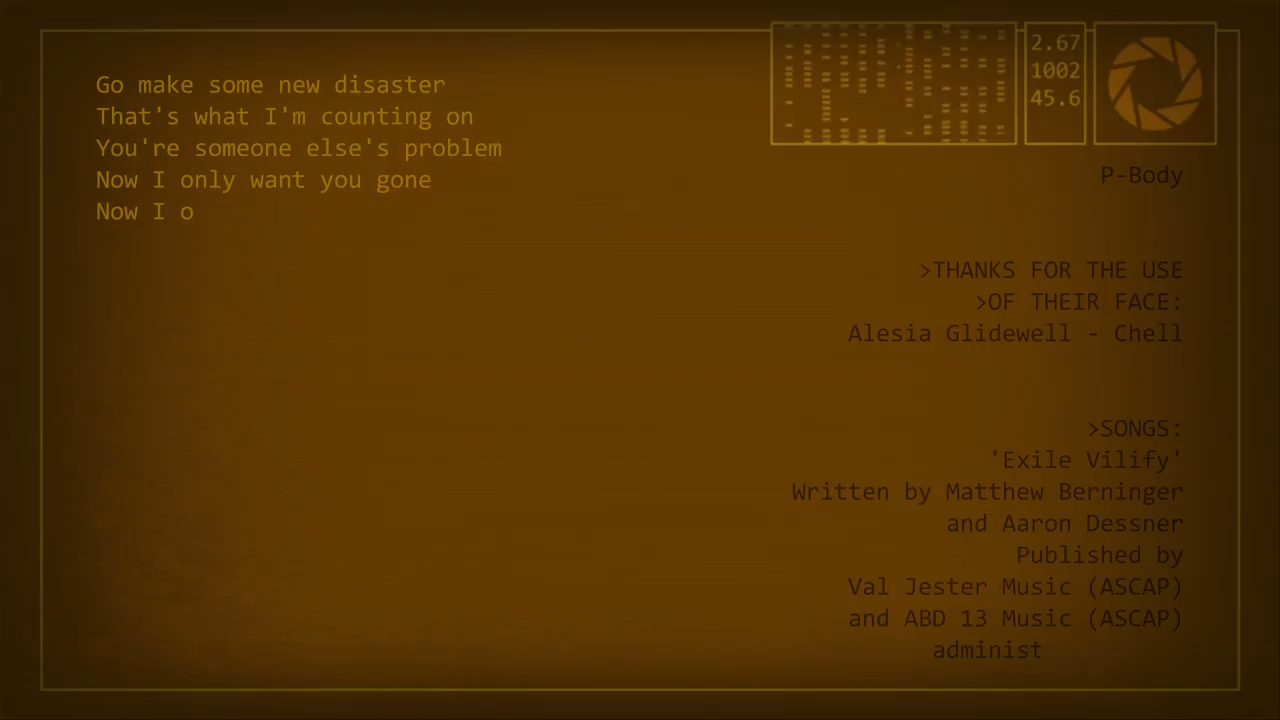 Go make some new disaster
That's what I'm counting on
You're someone else's problem
Now I only want you gone
Now I o
2.67
1002
45.6
P-Body
>THANKS FOR THE USE
>OF THEIR FACE:
Alesia Glidewell - Chell
>SONGS:
'Exile Vilify'
Written by Matthew Berninger
and Aaron Dessner
Published by
Val Jester Music (ASCAP)
and ABD 13 Music (ASCAP)
administ